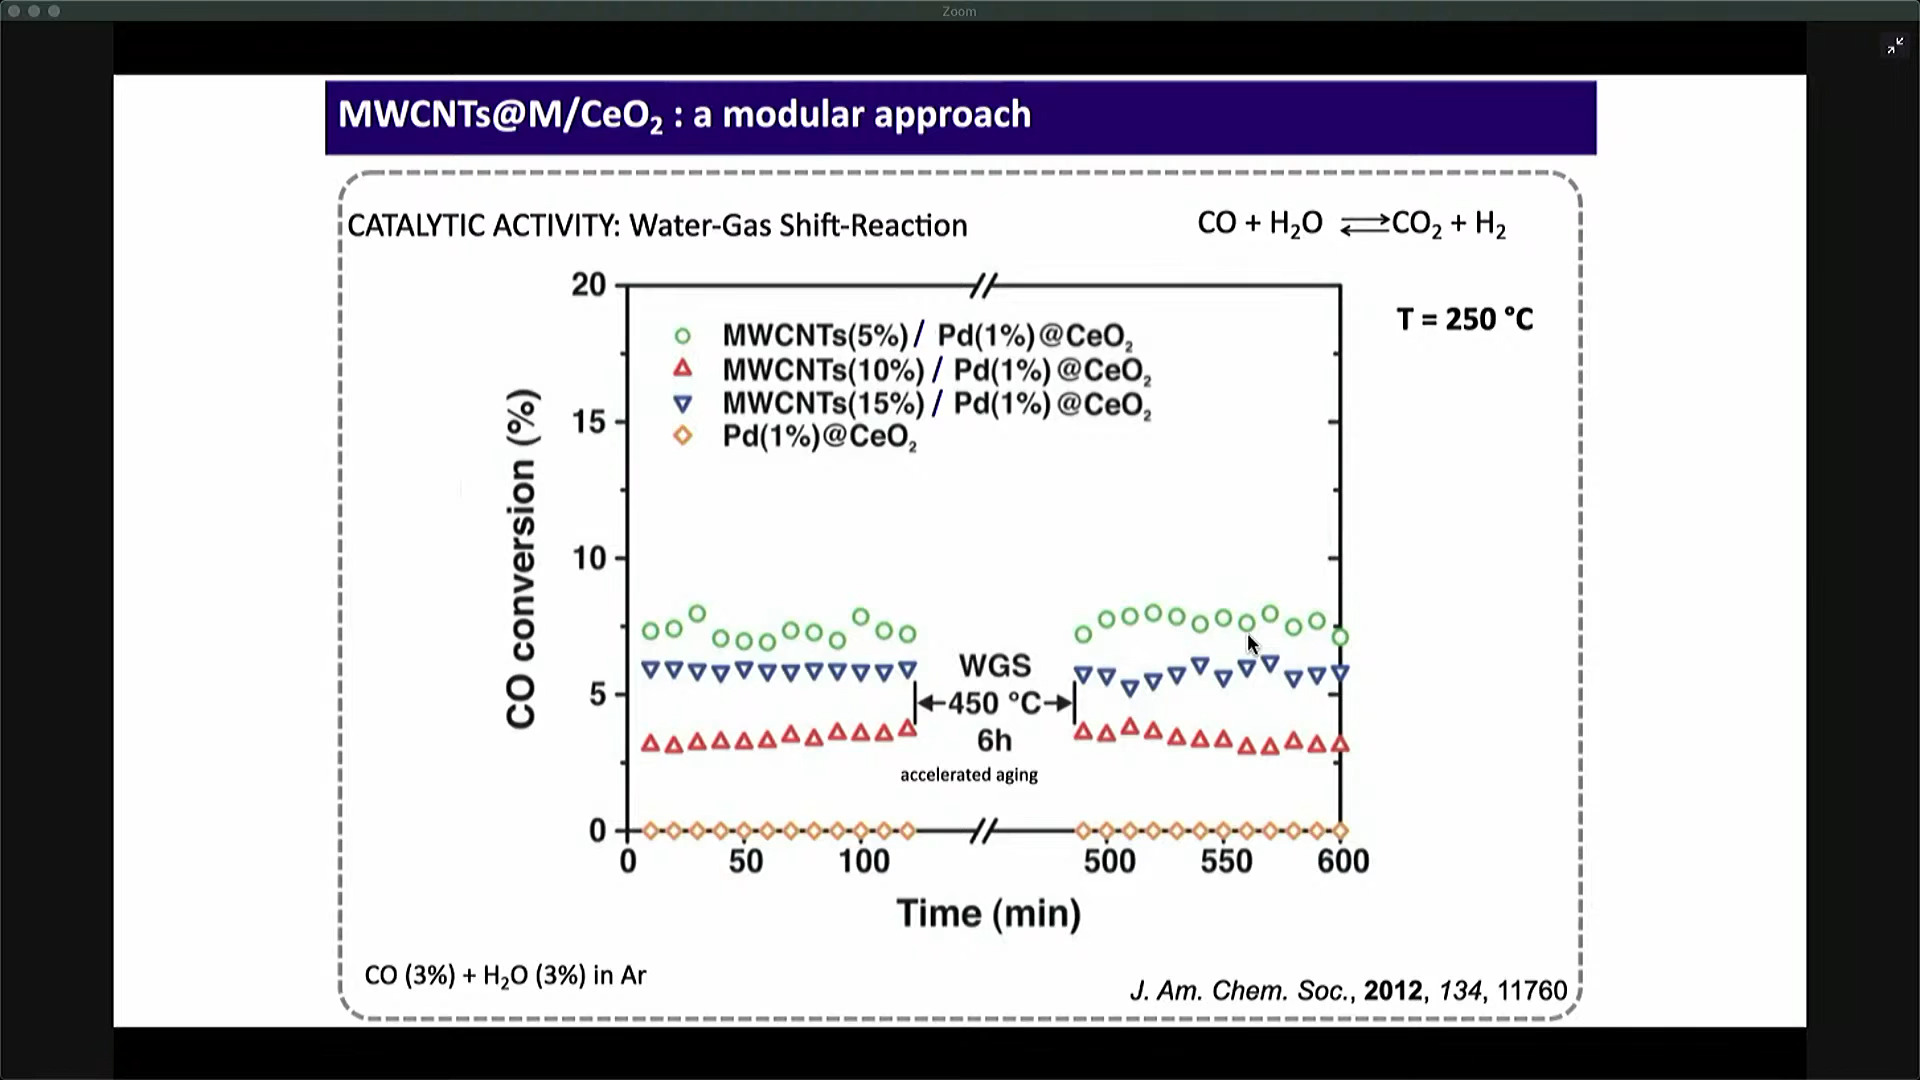 Zoom
MWCNTs@M/CeO₂ : a modular approach
CATALYTIC ACTIVITY: Water-Gas Shift-Reaction
CO + H₂O ⇌ CO₂ + H₂
T = 250 °C
MWCNTs(5%) / Pd(1%)@CeO₂
MWCNTs(10%) / Pd(1%)@CeO₂
MWCNTs(15%) / Pd(1%)@CeO₂
Pd(1%)@CeO₂
CO conversion (%)
20
15
10
5
0
WGS
450 °C
6h
accelerated aging
0 50 100 500 550 600
Time (min)
CO (3%) + H₂O (3%) in Ar
J. Am. Chem. Soc., 2012, 134, 11760